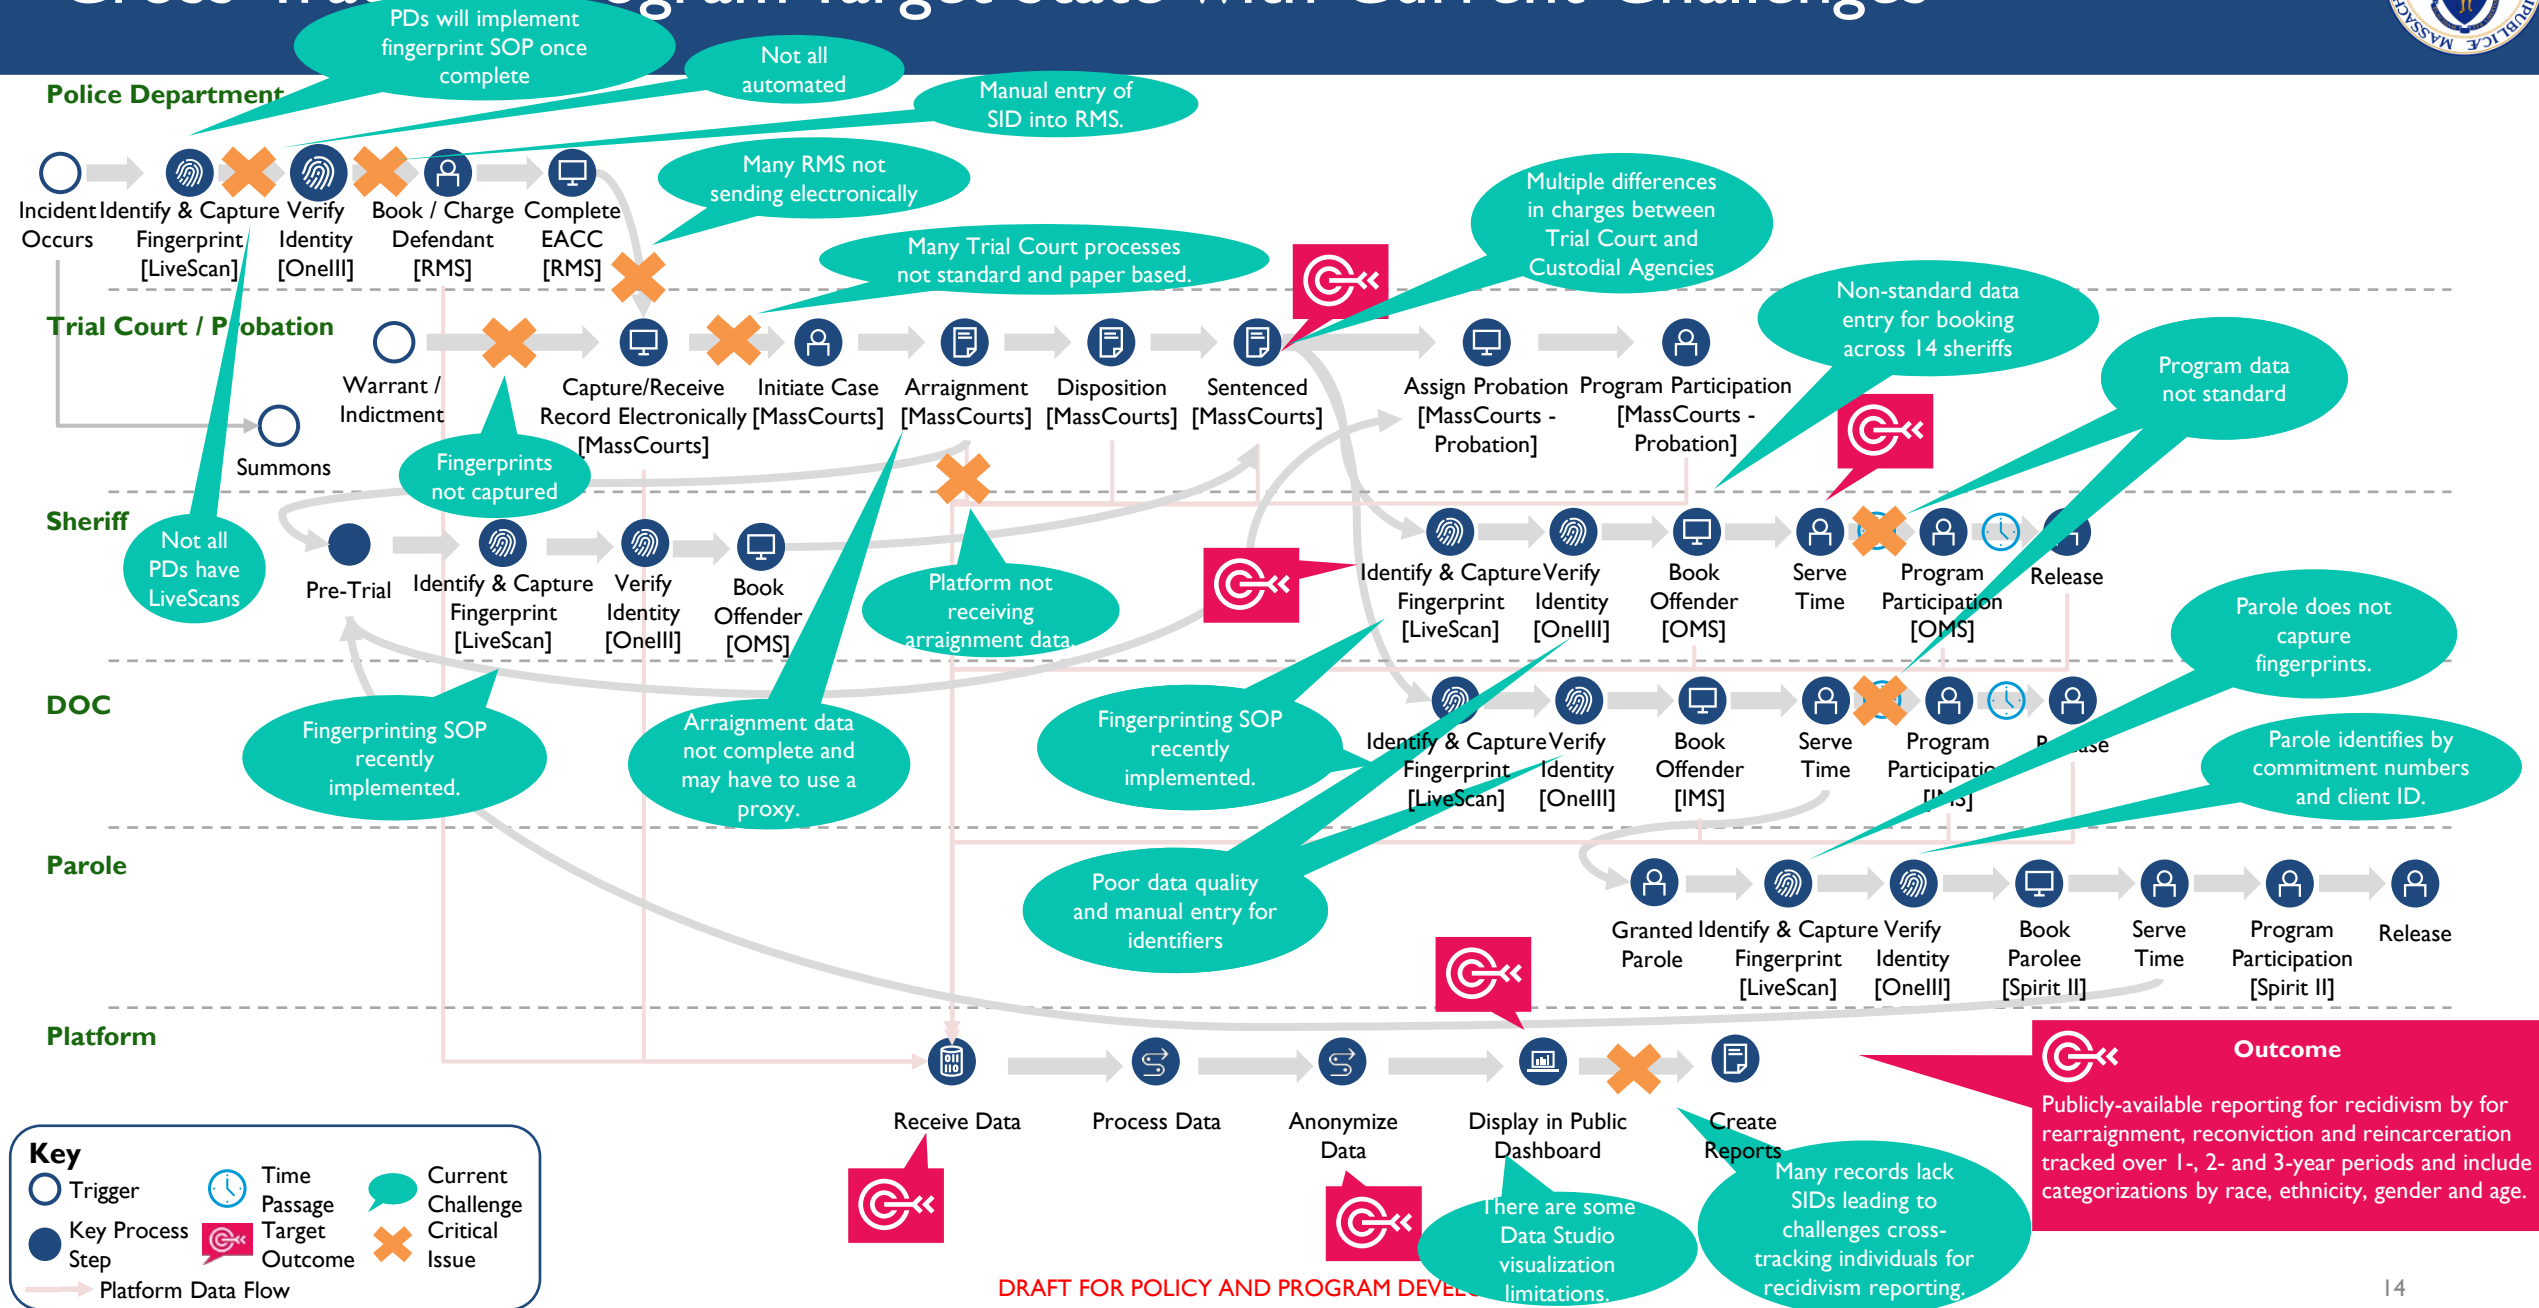 Program Target State with Current Challenges
PDs will implement
fingerprint SOP once
complete
Not all
automated
Manual entry of
SID into RMS.
Police Department
Many RMS not
sending electronically
Multiple differences
in charges between
Trial Court and
Custodial Agencies
Incident
Occurs
Identify & Capture
Fingerprint
[LiveScan]
Verify
Identity
[OneIII]
Book / Charge
Defendant
[RMS]
Complete
EACC
[RMS]
Many Trial Court processes
not standard and paper based.
Non-standard data
entry for booking
across 14 sheriffs
Program data
not standard
Trial Court / Probation
Warrant /
Indictment
Capture/Receive
Record Electronically
[MassCourts]
Initiate Case
[MassCourts]
Arraignment
[MassCourts]
Disposition
[MassCourts]
Sentenced
[MassCourts]
Assign Probation
[MassCourts -
Probation]
Program Participation
[MassCourts -
Probation]
Summons
Fingerprints
not captured
Sheriff
Not all
PDs have
LiveScans
Pre-Trial
Identify & Capture
Fingerprint
[LiveScan]
Verify
Identity
[OneIII]
Book
Offender
[OMS]
Platform not
receiving
arraignment data.
Identify & Capture
Fingerprint
[LiveScan]
Verify
Identity
[OneIII]
Book
Offender
[OMS]
Serve
Time
Program
Participation
[OMS]
Release
Parole does not
capture
fingerprints.
DOC
Fingerprinting SOP
recently
implemented.
Arraignment data
not complete and
may have to use a
proxy.
Fingerprinting SOP
recently
implemented.
Identify & Capture
Fingerprint
[LiveScan]
Verify
Identity
[OneIII]
Book
Offender
[IMS]
Serve
Time
Program
Participation
[IMS]
Release
Parole identifies by
commitment numbers
and client ID.
Parole
Poor data quality
and manual entry for
identifiers
Granted
Parole
Identify & Capture
Fingerprint
[LiveScan]
Verify
Identity
[OneIII]
Book
Parolee
[Spirit II]
Serve
Time
Program
Participation
[Spirit II]
Release
Platform
Receive Data
Process Data
Anonymize
Data
Display in Public
Dashboard
Create
Reports
Outcome
Publicly-available reporting for recidivism by for
rearraignment, reconviction and reincarceration
tracked over 1-, 2- and 3-year periods and include
categorizations by race, ethnicity, gender and age.
There are some
Data Studio
visualization
limitations.
Many records lack
SIDs leading to
challenges cross-
tracking individuals for
recidivism reporting.
Key
Trigger
Time
Passage
Current
Challenge
Key Process
Step
Target
Outcome
Critical
Issue
Platform Data Flow
DRAFT FOR POLICY AND PROGRAM
14